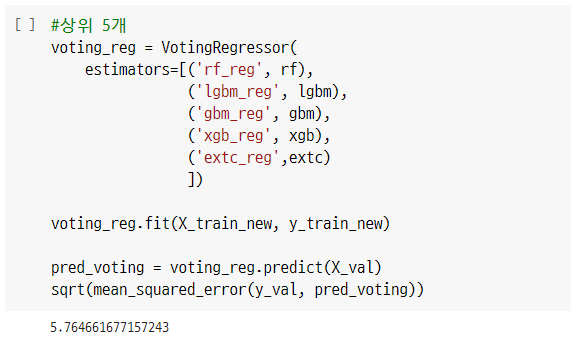 [ ] #상위 5개
voting_reg = VotingRegressor(
estimators=[('rf_reg', rf),
('lgbm_reg', lgbm),
('gbm_reg', gbm),
('xgb_reg', xgb),
('extc_reg',extc)
])
voting_reg.fit(X_train_new, y_train_new)
pred_voting = voting_reg.predict(X_val)
sqrt(mean_squared_error(y_val, pred_voting))
5.764661677157243